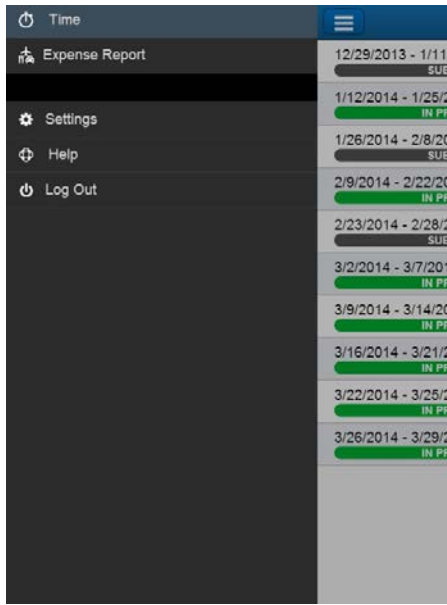 Time
Expense Report
Settings
Help
Log Out
12/29/2013 - 1/11
SUB
1/12/2014 - 1/25/2
IN PR
1/26/2014 - 2/8/20
SUB
2/9/2014 - 2/22/20
IN PR
2/23/2014 - 2/28/2
SUB
3/2/2014 - 3/7/201
IN PR
3/9/2014 - 3/14/20
IN PR
3/16/2014 - 3/21/2
IN PR
3/22/2014 - 3/25/2
IN PR
3/26/2014 - 3/29/2
IN PR